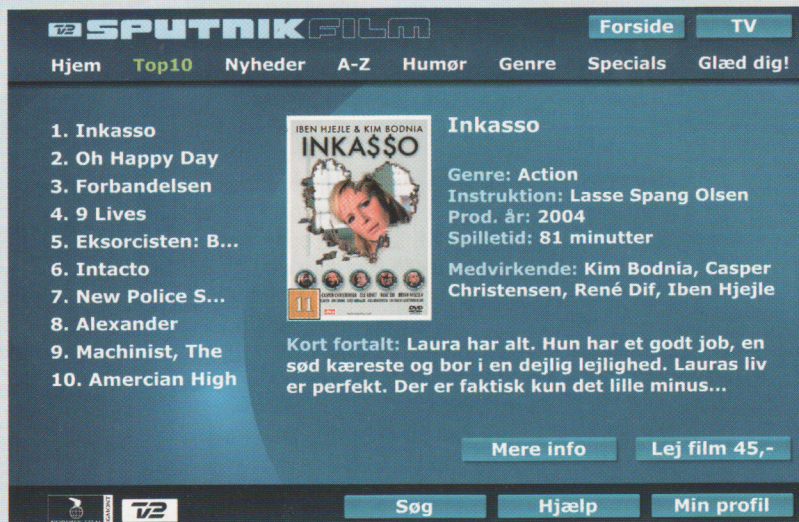 TV2 SPUTNIK FILM
Forside
TV
Hjem Top10 Nyheder A-Z Humør Genre Specials Glæd dig!
1. Inkasso
2. Oh Happy Day
3. Forbandelsen
4. 9 Lives
5. Eksorcisten: B...
6. Intacto
7. New Police S...
8. Alexander
9. Machinist, The
10. Amercian High
IBEN HJEJLE & KIM BODNIA
INKA$$O
11
Inkasso
Genre: Action
Instruktion: Lasse Spang Olsen
Prod. år: 2004
Spilletid: 81 minutter
Medvirkende: Kim Bodnia, Casper
Christensen, René Dif, Iben Hjejle
Kort fortalt: Laura har alt. Hun har et godt job, en
sød kæreste og bor i en dejlig lejlighed. Lauras liv
er perfekt. Der er faktisk kun det lille minus...
Mere info
Lej film 45,-
EGMONT
TV2
Søg
Hjælp
Min profil